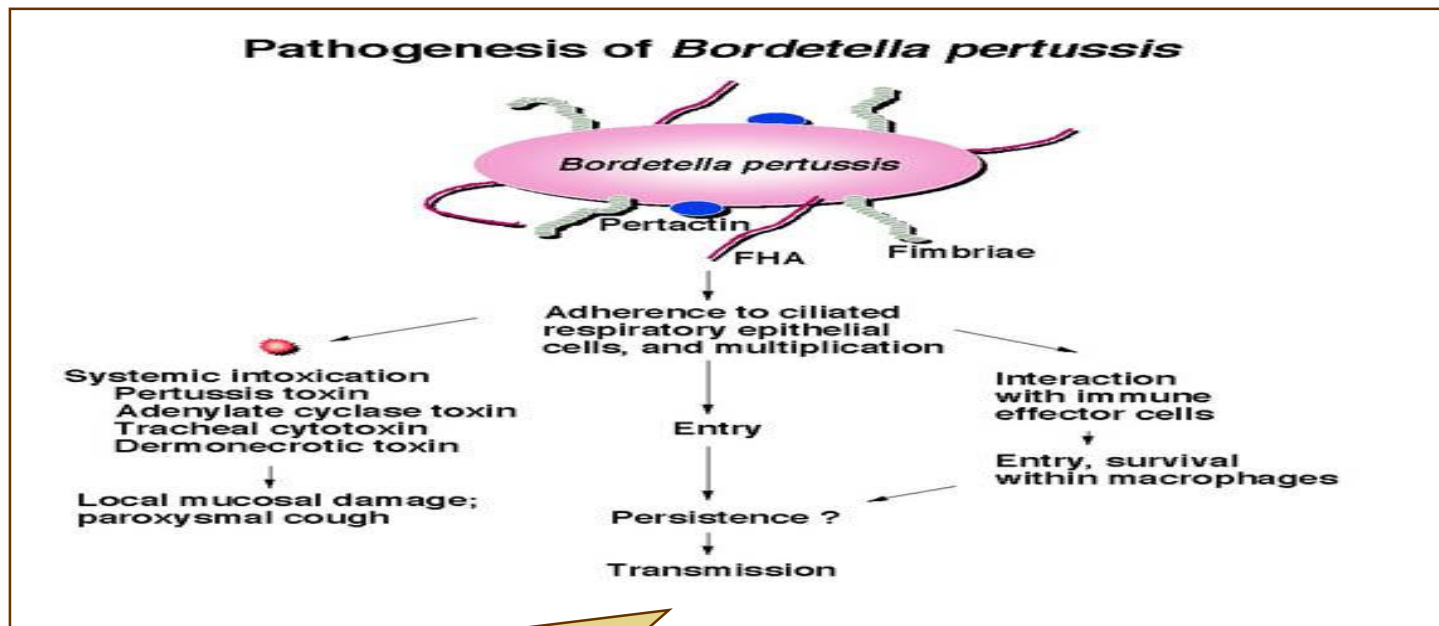 Pathogenesis of Bordetella pertussis
Bordetella pertussis
Pertactin
FHA
Fimbriae
Adherence to ciliated
respiratory epithelial
cells, and multiplication
Systemic intoxication
Pertussis toxin
Adenylate cyclase toxin
Tracheal cytotoxin
Dermonecrotic toxin
Local mucosal damage;
paroxysmal cough
Entry
Persistence ?
Transmission
Interaction
with immune
effector cells
Entry, survival
within macrophages